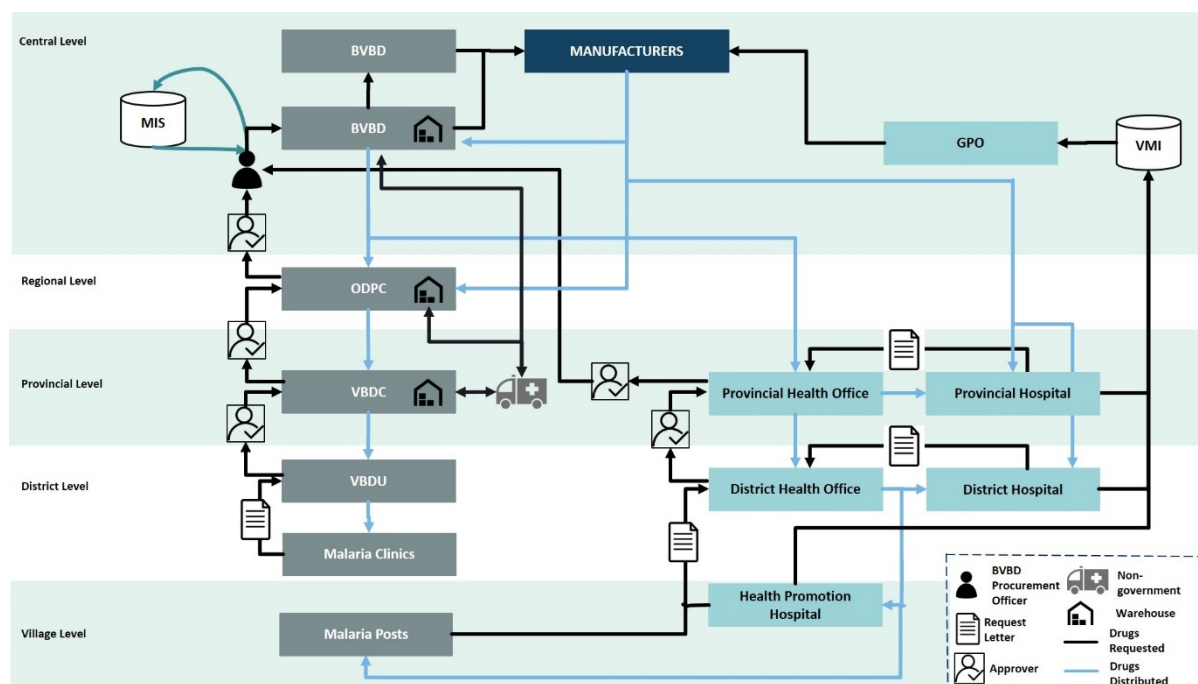 Central Level
BVBD
MANUFACTURERS
MIS
BVBD
GPO
VMI
Regional Level
ODPC
Provincial Level
VBDC
Provincial Health Office
Provincial Hospital
District Level
VBDU
District Health Office
District Hospital
Malaria Clinics
Village Level
Malaria Posts
Health Promotion
Hospital
BVBD
Procurement
Officer
Non-
government
Warehouse
Request
Letter
Drugs
Requested
Approver
Drugs
Distributed